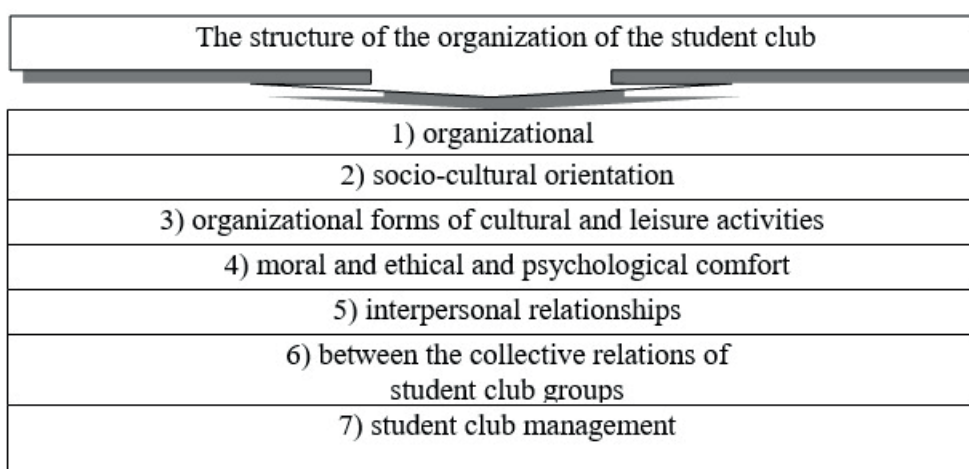 The structure of the organization of the student club
1) organizational
2) socio-cultural orientation
3) organizational forms of cultural and leisure activities
4) moral and ethical and psychological comfort
5) interpersonal relationships
6) between the collective relations of
student club groups
7) student club management